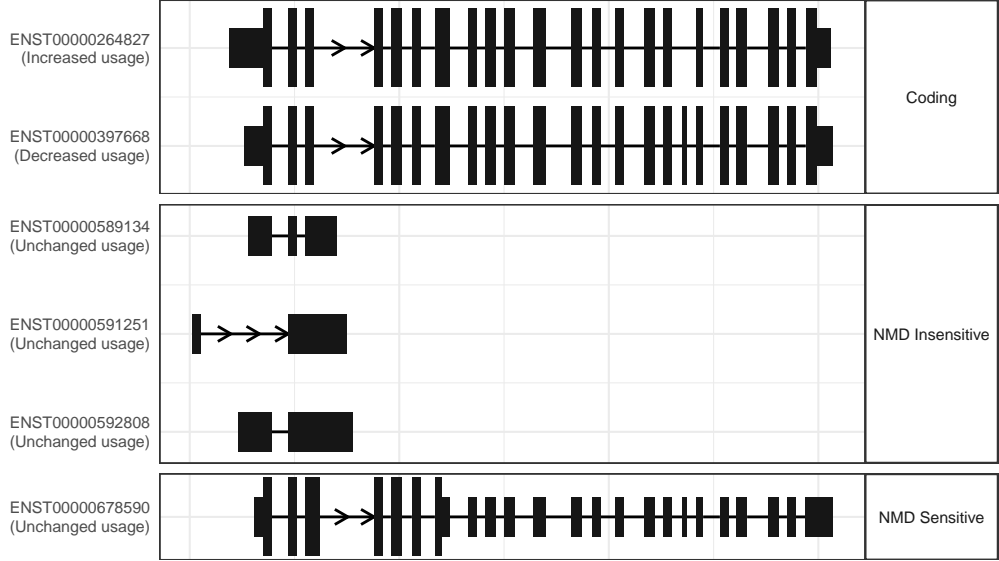 ENST00000264827
(Increased usage)
ENST00000397668
(Decreased usage)
Coding
ENST00000589134
(Unchanged usage)
ENST00000591251
(Unchanged usage)
ENST00000592808
(Unchanged usage)
NMD Insensitive
ENST00000678590
(Unchanged usage)
NMD Sensitive